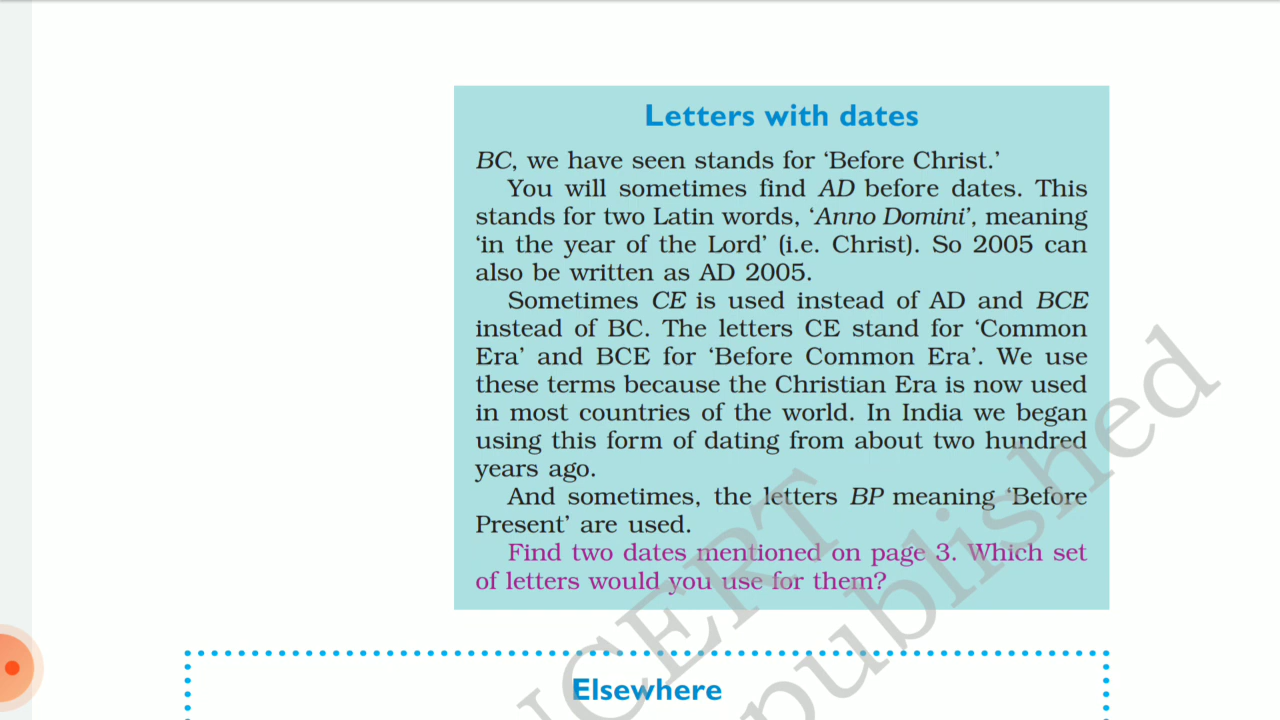 Letters with dates
BC, we have seen stands for ‘Before Christ.’
You will sometimes find AD before dates. This
stands for two Latin words, ‘Anno Domini’, meaning
‘in the year of the Lord’ (i.e. Christ). So 2005 can
also be written as AD 2005.
Sometimes CE is used instead of AD and BCE
instead of BC. The letters CE stand for ‘Common
Era’ and BCE for ‘Before Common Era’. We use
these terms because the Christian Era is now used
in most countries of the world. In India we began
using this form of dating from about two hundred
years ago.
And sometimes, the letters BP meaning ‘Before
Present’ are used.
Find two dates mentioned on page 3. Which set
of letters would you use for them?
Elsewhere
NCERT
published